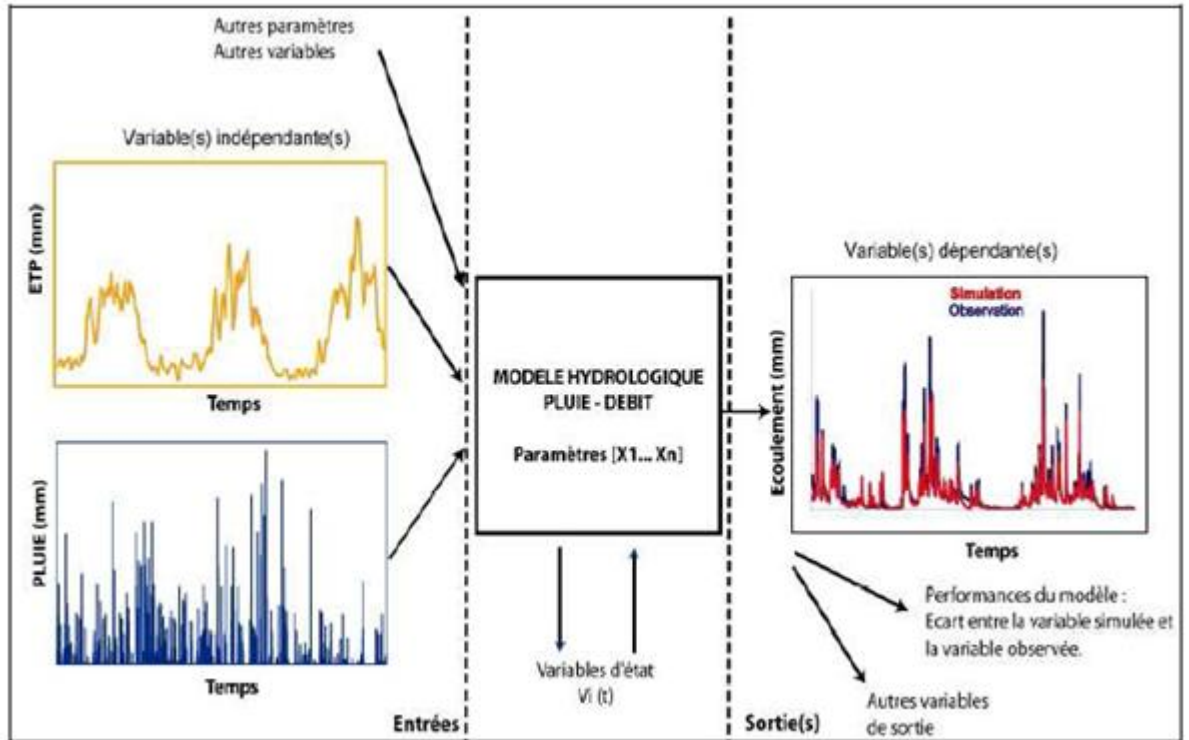 Autres paramètres
Autres variables
Variable(s) indépendante(s)
ETP (mm)
Temps
PLUIE (mm)
Temps
Entrées
MODELE HYDROLOGIQUE
PLUIE - DEBIT
Paramètres [X1... Xn]
Variables d'état
Vi (t)
Variable(s) dépendante(s)
Simulation
Observation
Ecoulement (mm)
Temps
Performances du modèle :
Ecart entre la variable simulée et
la variable observée.
Autres variables
de sortie
Sortie(s)